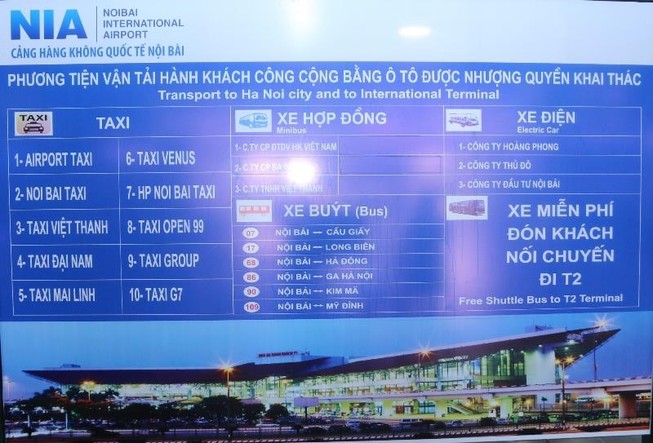 NIA NOIBAI
INTERNATIONAL
AIRPORT
CẢNG HÀNG KHÔNG QUỐC TẾ NỘI BÀI
PHƯƠNG TIỆN VẬN TẢI HÀNH KHÁCH CÔNG CỘNG BẰNG Ô TÔ ĐƯỢC NHƯỢNG QUYỀN KHAI THÁC
Transport to Ha Noi city and to International Terminal
TAXI TAXI
1- AIRPORT TAXI
2- NOI BAI TAXI
3- TAXI VIỆT THANH
4- TAXI ĐẠI NAM
5- TAXI MAI LINH
6- TAXI VENUS
7- HP NOI BAI TAXI
8- TAXI OPEN 99
9- TAXI GROUP
10- TAXI G7
XE HỢP ĐỒNG
Minibus
1- C.TY CP ĐTDV HK VIỆT NAM
2- C.TY CP
3- C.TY TNHH VIỆT THANH
XE BUÝT (Bus)
07 NỘI BÀI ↔ CẦU GIẤY
17 NỘI BÀI ↔ LONG BIÊN
68 NỘI BÀI ↔ HÀ ĐÔNG
86 NỘI BÀI ↔ GA HÀ NỘI
90 NỘI BÀI ↔ KIM MÃ
109 NỘI BÀI ↔ MỸ ĐÌNH
XE ĐIỆN
Electric Car
1- CÔNG TY HOÀNG PHONG
2- CÔNG TY THỦ ĐÔ
3- CÔNG TY ĐẦU TƯ NỘI BÀI
XE MIỄN PHÍ
ĐÓN KHÁCH
NỐI CHUYẾN
ĐI T2
Free Shuttle Bus to T2 Terminal